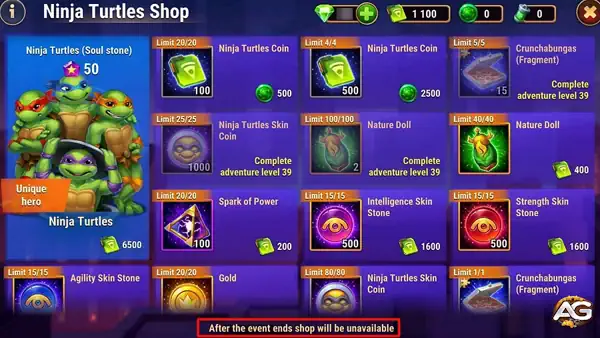 Ninja Turtles Shop
1 100
0
0
Ninja Turtles (Soul stone)
50
Unique
hero
Ninja Turtles
6500
Limit 20/20
Ninja Turtles Coin
100
500
Limit 4/4
Ninja Turtles Coin
500
2500
Limit 5/5
Crunchabungas
(Fragment)
15
Complete
adventure level 39
Limit 25/25
Ninja Turtles Skin
Coin
1000
Complete
adventure level 39
Limit 100/100
Nature Doll
2
Complete
adventure level 39
Limit 40/40
Nature Doll
400
Limit 20/20
Spark of Power
100
200
Limit 15/15
Intelligence Skin
Stone
500
1600
Limit 15/15
Strength Skin
Stone
500
1600
Limit 15/15
Agility Skin Stone
Limit 20/20
Gold
Limit 80/80
Ninja Turtles Skin
Coin
Limit 1/1
Crunchabungas
(Fragment)
After the event ends shop will be unavailable
AG